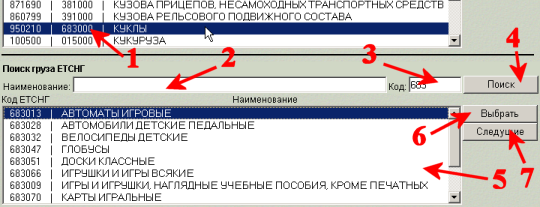 871690 | 381000 | КУЗОВА ПРИЦЕПОВ, НЕСАМОХОДНЫХ ТРАНСПОРТНЫХ СРЕДСТВ
860799 | 391000 | КУЗОВА РЕЛЬСОВОГО ПОДВИЖНОГО СОСТАВА
950210 | 683000 | КУКЛЫ
100500 | 015000 | КУКУРУЗА
1 2 3 4
Поиск груза ЕТСНГ
Наименование: Код: 683 Поиск
Код ЕТСНГ Наименование
683013 | АВТОМАТЫ ИГРОВЫЕ Выбрать
683028 | АВТОМОБИЛИ ДЕТСКИЕ ПЕДАЛЬНЫЕ 6 Следущие
683032 | ВЕЛОСИПЕДЫ ДЕТСКИЕ
683047 | ГЛОБУСЫ
683051 | ДОСКИ КЛАССНЫЕ
683066 | ИГРУШКИ И ИГРЫ ВСЯКИЕ 5 7
683009 | ИГРЫ И ИГРУШКИ, НАГЛЯДНЫЕ УЧЕБНЫЕ ПОСОБИЯ, КРОМЕ ПЕЧАТНЫХ
683070 | КАРТЫ ИГРАЛЬНЫЕ